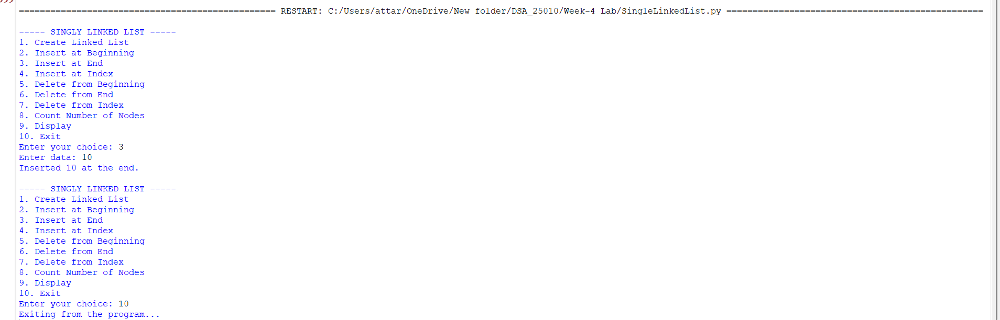 >>>
================================================= RESTART: C:/Users/attar/OneDrive/New folder/DSA_25010/Week-4 Lab/SingleLinkedList.py =================================================
----- SINGLY LINKED LIST -----
1. Create Linked List
2. Insert at Beginning
3. Insert at End
4. Insert at Index
5. Delete from Beginning
6. Delete from End
7. Delete from Index
8. Count Number of Nodes
9. Display
10. Exit
Enter your choice: 3
Enter data: 10
Inserted 10 at the end.
----- SINGLY LINKED LIST -----
1. Create Linked List
2. Insert at Beginning
3. Insert at End
4. Insert at Index
5. Delete from Beginning
6. Delete from End
7. Delete from Index
8. Count Number of Nodes
9. Display
10. Exit
Enter your choice: 10
Exiting from the program...